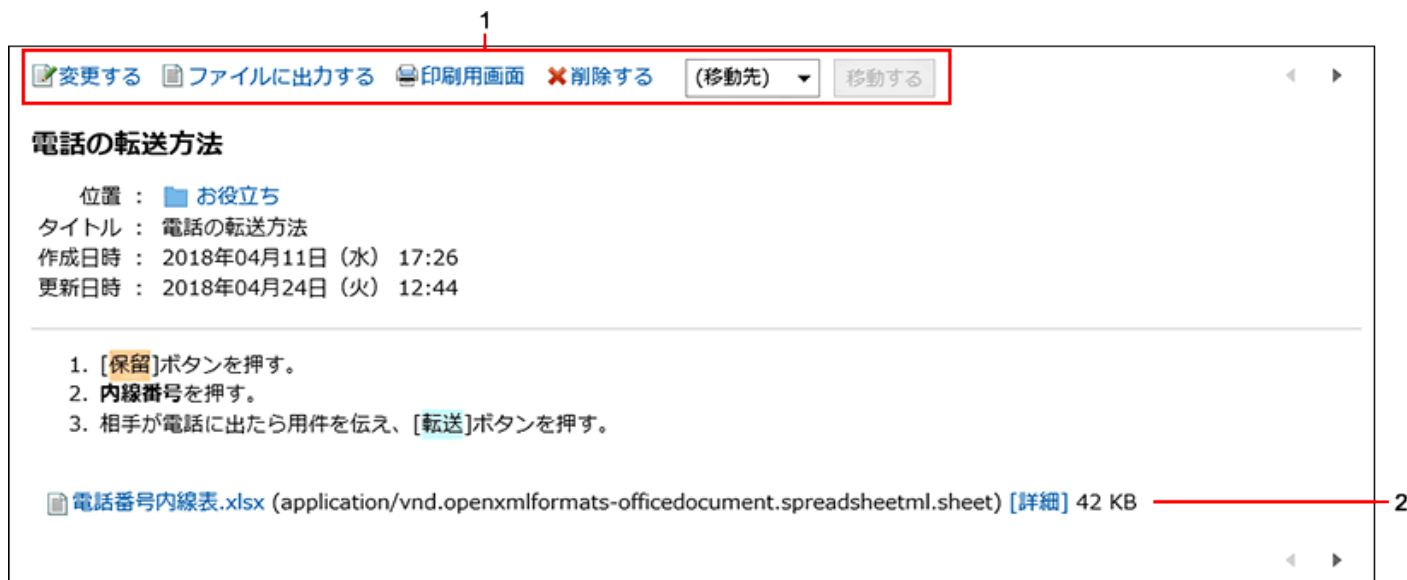 1
変更する ファイルに出力する 印刷用画面 削除する (移動先) 移動する
電話の転送方法
位置 : お役立ち
タイトル : 電話の転送方法
作成日時 : 2018年04月11日（水） 17:26
更新日時 : 2018年04月24日（火） 12:44
1. [保留]ボタンを押す。
2. 内線番号を押す。
3. 相手が電話に出たら用件を伝え、[転送]ボタンを押す。
電話番号内線表.xlsx (application/vnd.openxmlformats-officedocument.spreadsheetml.sheet) [詳細] 42 KB
2